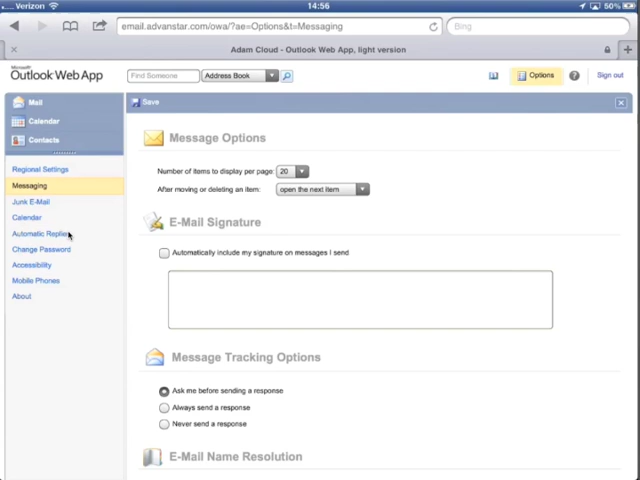 Verizon 14:56 50%
email.advanstar.com/owa/?ae=Options&t=Messaging
Bing
Adam Cloud - Outlook Web App, light version
Microsoft
Outlook Web App
Find Someone
Address Book
Options
Sign out
Mail
Calendar
Contacts
Regional Settings
Messaging
Junk E-Mail
Calendar
Automatic Replies
Change Password
Accessibility
Mobile Phones
About
Save
Message Options
Number of items to display per page: 20
After moving or deleting an item: open the next item
E-Mail Signature
Automatically include my signature on messages I send
Message Tracking Options
Ask me before sending a response
Always send a response
Never send a response
E-Mail Name Resolution